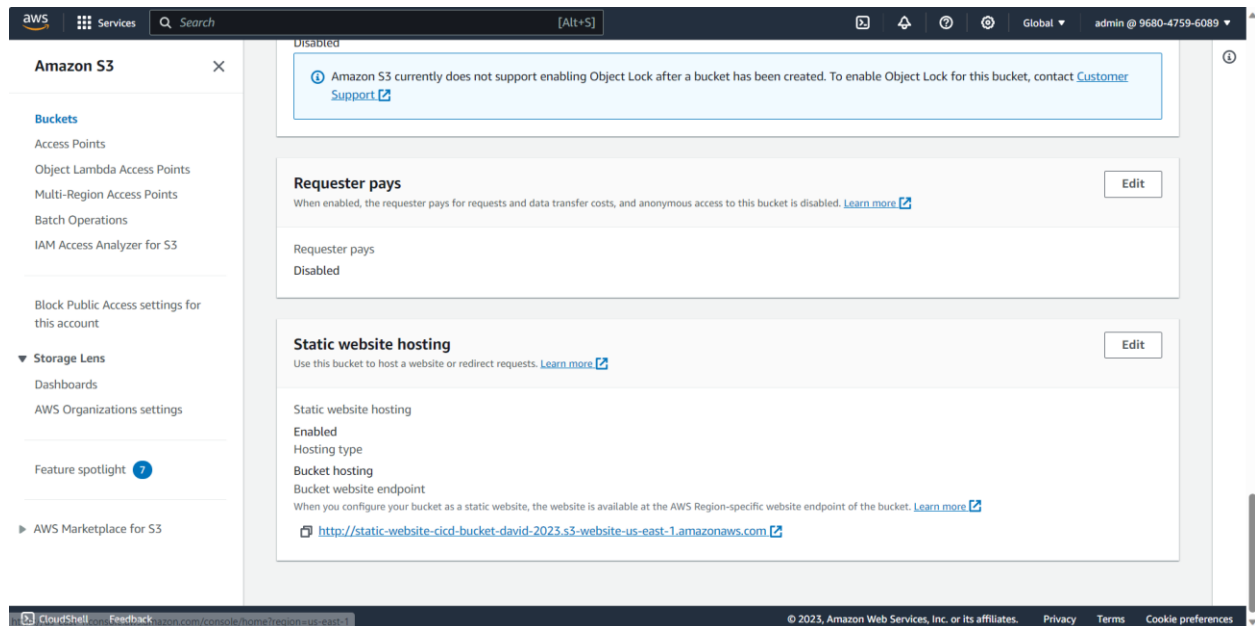 aws
Services
Search
[Alt+S]
Global
admin @ 9680-4759-6089
Amazon S3
Buckets
Access Points
Object Lambda Access Points
Multi-Region Access Points
Batch Operations
IAM Access Analyzer for S3
Block Public Access settings for
this account
Storage Lens
Dashboards
AWS Organizations settings
Feature spotlight 7
AWS Marketplace for S3
Disabled
Amazon S3 currently does not support enabling Object Lock after a bucket has been created. To enable Object Lock for this bucket, contact Customer
Support
Requester pays
Edit
When enabled, the requester pays for requests and data transfer costs, and anonymous access to this bucket is disabled. Learn more
Requester pays
Disabled
Static website hosting
Edit
Use this bucket to host a website or redirect requests. Learn more
Static website hosting
Enabled
Hosting type
Bucket hosting
Bucket website endpoint
When you configure your bucket as a static website, the website is available at the AWS Region-specific website endpoint of the bucket. Learn more
http://static-website-cicd-bucket-david-2023.s3-website-us-east-1.amazonaws.com
CloudShell Feedback
© 2023, Amazon Web Services, Inc. or its affiliates. Privacy Terms Cookie preferences